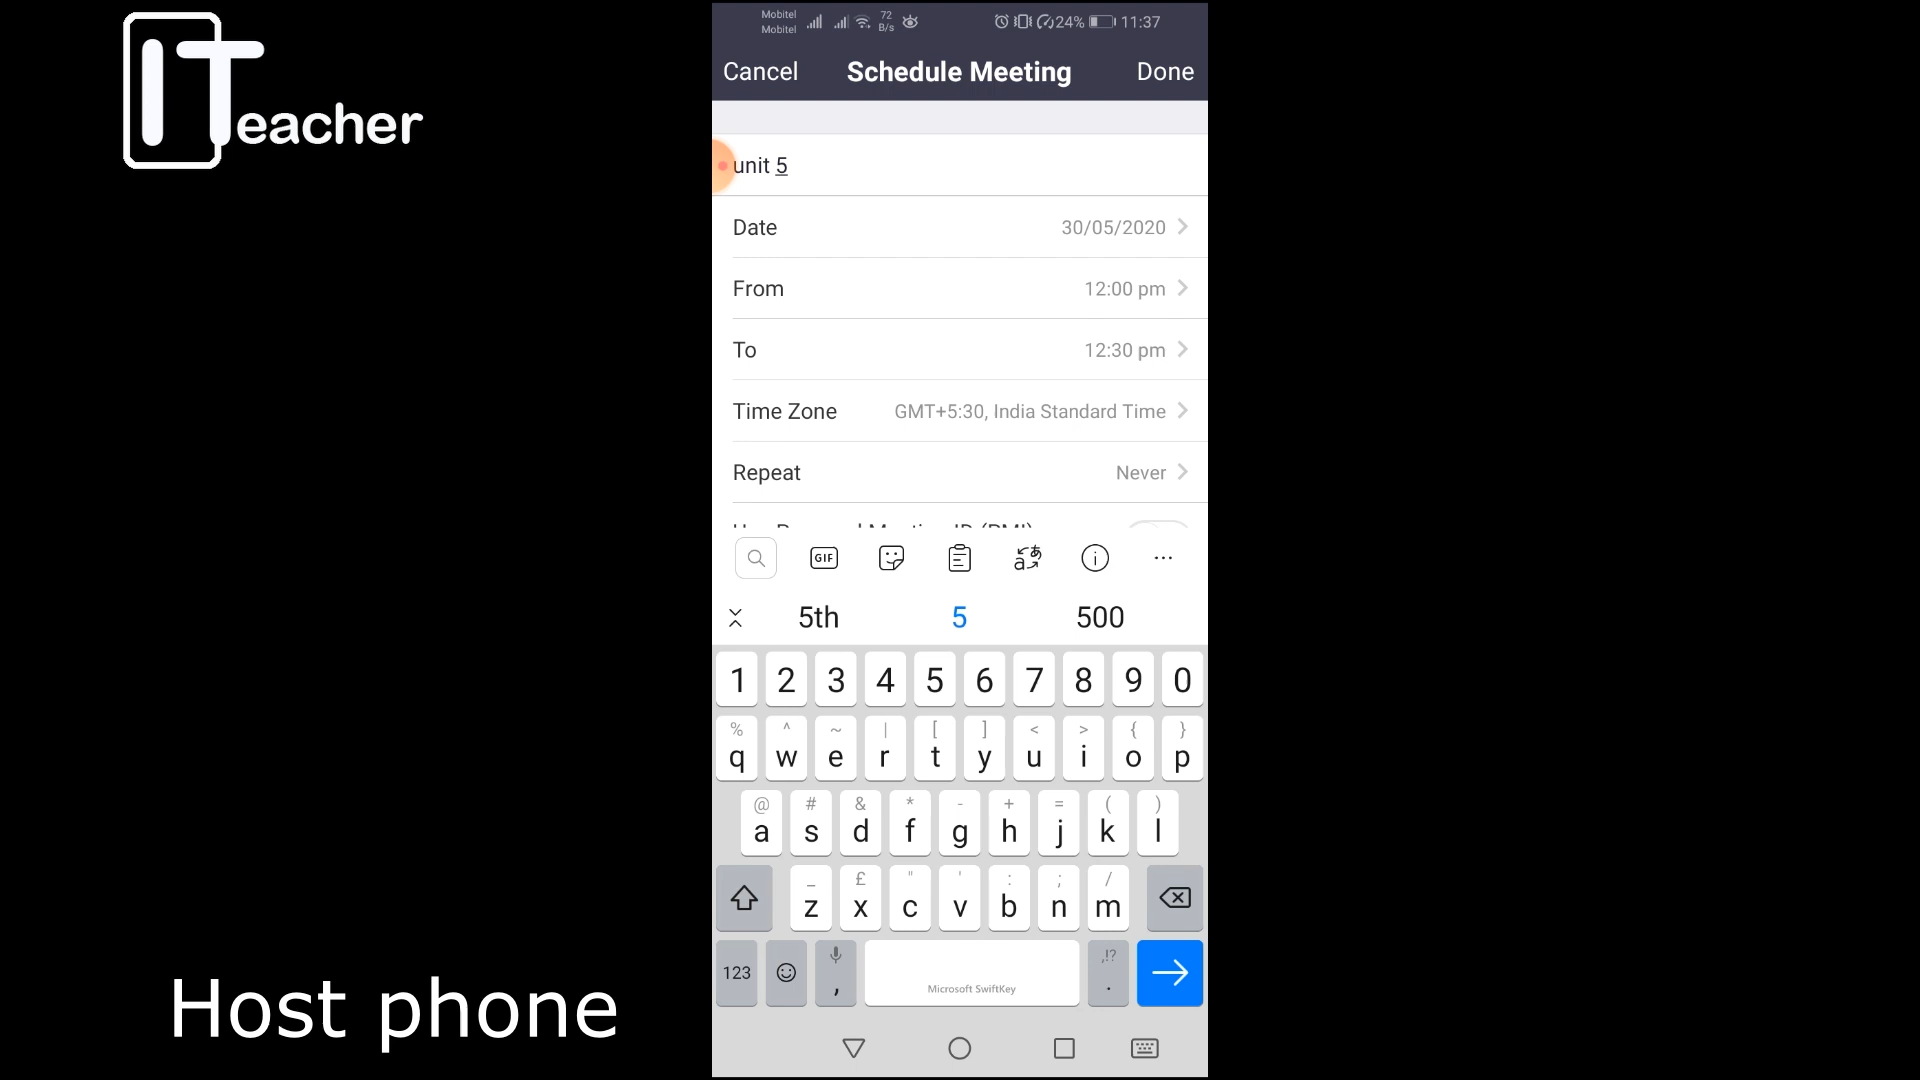 ITeacher
Mobitel
Mobitel
72
B/s
24%
11:37
Cancel
Schedule Meeting
Done
unit 5
Date
30/05/2020
From
12:00 pm
To
12:30 pm
Time Zone
GMT+5:30, India Standard Time
Repeat
Never
GIF
aあ
5th
5
500
1 2 3 4 5 6 7 8 9 0
% ^ ~ | [ ] < > { }
q w e r t y u i o p
@ # & * - + = ( )
a s d f g h j k l
_ £ " ' : ; /
z x c v b n m
,!?
123 , .
Microsoft SwiftKey
Host phone